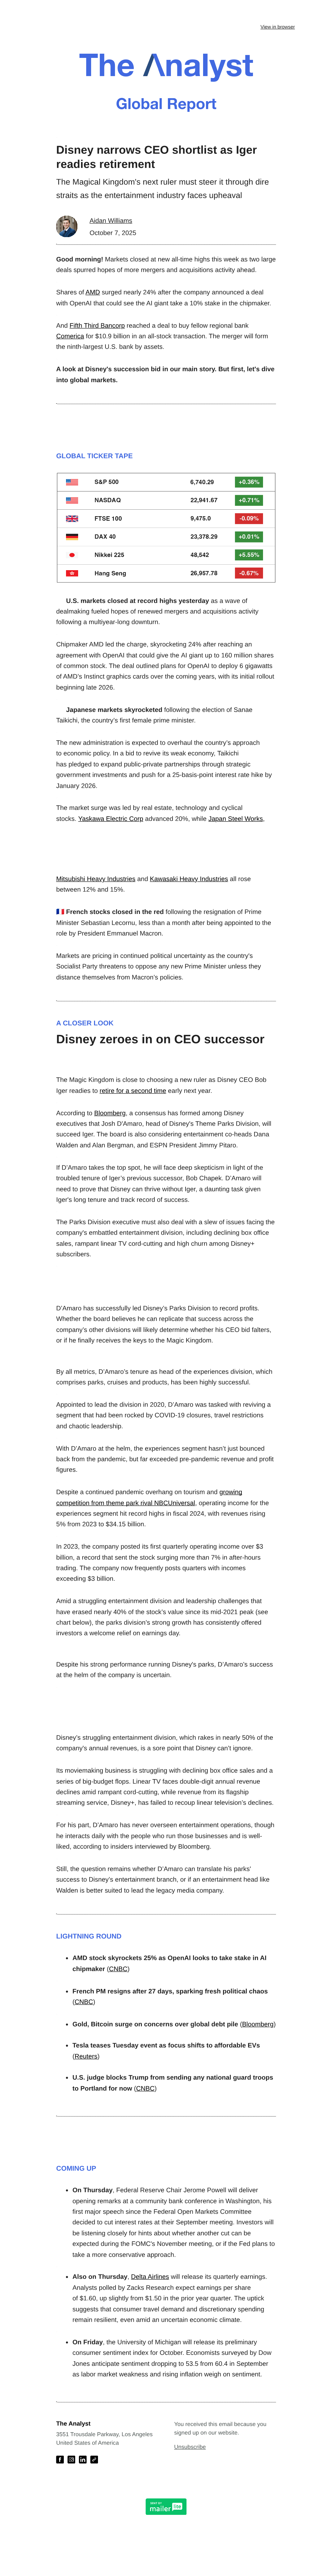 View in browser
The Analyst
Global Report
Disney narrows CEO shortlist as Iger
readies retirement
The Magical Kingdom's next ruler must steer it through dire
straits as the entertainment industry faces upheaval
Aidan Williams
October 7, 2025
Good morning! Markets closed at new all-time highs this week as two large
deals spurred hopes of more mergers and acquisitions activity ahead.
Shares of AMD surged nearly 24% after the company announced a deal
with OpenAI that could see the AI giant take a 10% stake in the chipmaker.
And Fifth Third Bancorp reached a deal to buy fellow regional bank
Comerica for $10.9 billion in an all-stock transaction. The merger will form
the ninth-largest U.S. bank by assets.
A look at Disney's succession bid in our main story. But first, let's dive
into global markets.
GLOBAL TICKER TAPE
S&P 500 6,740.29 +0.36%
NASDAQ 22,941.67 +0.71%
FTSE 100 9,475.0 -0.09%
DAX 40 23,378.29 +0.01%
Nikkei 225 48,542 +5.55%
Hang Seng 26,957.78 -0.67%
U.S. markets closed at record highs yesterday as a wave of
dealmaking fueled hopes of renewed mergers and acquisitions activity
following a multiyear-long downturn.
Chipmaker AMD led the charge, skyrocketing 24% after reaching an
agreement with OpenAI that could give the AI giant up to 160 million shares
of common stock. The deal outlined plans for OpenAI to deploy 6 gigawatts
of AMD's Instinct graphics cards over the coming years, with its initial rollout
beginning late 2026.
Japanese markets skyrocketed following the election of Sanae
Taikichi, the country's first female prime minister.
The new administration is expected to overhaul the country's approach
to economic policy. In a bid to revive its weak economy, Taikichi
has pledged to expand public-private partnerships through strategic
government investments and push for a 25-basis-point interest rate hike by
January 2026.
The market surge was led by real estate, technology and cyclical
stocks. Yaskawa Electric Corp advanced 20%, while Japan Steel Works,
Mitsubishi Heavy Industries and Kawasaki Heavy Industries all rose
between 12% and 15%.
🇫🇷 French stocks closed in the red following the resignation of Prime
Minister Sebastian Lecornu, less than a month after being appointed to the
role by President Emmanuel Macron.
Markets are pricing in continued political uncertainty as the country's
Socialist Party threatens to oppose any new Prime Minister unless they
distance themselves from Macron's policies.
A CLOSER LOOK
Disney zeroes in on CEO successor
The Magic Kingdom is close to choosing a new ruler as Disney CEO Bob
Iger readies to retire for a second time early next year.
According to Bloomberg, a consensus has formed among Disney
executives that Josh D'Amaro, head of Disney's Theme Parks Division, will
succeed Iger. The board is also considering entertainment co-heads Dana
Walden and Alan Bergman, and ESPN President Jimmy Pitaro.
If D'Amaro takes the top spot, he will face deep skepticism in light of the
troubled tenure of Iger's previous successor, Bob Chapek. D'Amaro will
need to prove that Disney can thrive without Iger, a daunting task given
Iger's long tenure and track record of success.
The Parks Division executive must also deal with a slew of issues facing the
company's embattled entertainment division, including declining box office
sales, rampant linear TV cord-cutting and high churn among Disney+
subscribers.
D'Amaro has successfully led Disney's Parks Division to record profits.
Whether the board believes he can replicate that success across the
company's other divisions will likely determine whether his CEO bid falters,
or if he finally receives the keys to the Magic Kingdom.
By all metrics, D'Amaro's tenure as head of the experiences division, which
comprises parks, cruises and products, has been highly successful.
Appointed to lead the division in 2020, D'Amaro was tasked with reviving a
segment that had been rocked by COVID-19 closures, travel restrictions
and chaotic leadership.
With D'Amaro at the helm, the experiences segment hasn't just bounced
back from the pandemic, but far exceeded pre-pandemic revenue and profit
figures.
Despite a continued pandemic overhang on tourism and growing
competition from theme park rival NBCUniversal, operating income for the
experiences segment hit record highs in fiscal 2024, with revenues rising
5% from 2023 to $34.15 billion.
In 2023, the company posted its first quarterly operating income over $3
billion, a record that sent the stock surging more than 7% in after-hours
trading. The company now frequently posts quarters with incomes
exceeding $3 billion.
Amid a struggling entertainment division and leadership challenges that
have erased nearly 40% of the stock's value since its mid-2021 peak (see
chart below), the parks division's strong growth has consistently offered
investors a welcome relief on earnings day.
Despite his strong performance running Disney's parks, D'Amaro's success
at the helm of the company is uncertain.
Disney's struggling entertainment division, which rakes in nearly 50% of the
company's annual revenues, is a sore point that Disney can't ignore.
Its moviemaking business is struggling with declining box office sales and a
series of big-budget flops. Linear TV faces double-digit annual revenue
declines amid rampant cord-cutting, while revenue from its flagship
streaming service, Disney+, has failed to recoup linear television's declines.
For his part, D'Amaro has never overseen entertainment operations, though
he interacts daily with the people who run those businesses and is well-
liked, according to insiders interviewed by Bloomberg.
Still, the question remains whether D'Amaro can translate his parks'
success to Disney's entertainment branch, or if an entertainment head like
Walden is better suited to lead the legacy media company.
LIGHTNING ROUND
• AMD stock skyrockets 25% as OpenAI looks to take stake in AI
chipmaker (CNBC)
• French PM resigns after 27 days, sparking fresh political chaos
(CNBC)
• Gold, Bitcoin surge on concerns over global debt pile (Bloomberg)
• Tesla teases Tuesday event as focus shifts to affordable EVs
(Reuters)
• U.S. judge blocks Trump from sending any national guard troops
to Portland for now (CNBC)
COMING UP
• On Thursday, Federal Reserve Chair Jerome Powell will deliver
opening remarks at a community bank conference in Washington, his
first major speech since the Federal Open Markets Committee
decided to cut interest rates at their September meeting. Investors will
be listening closely for hints about whether another cut can be
expected during the FOMC's November meeting, or if the Fed plans to
take a more conservative approach.
• Also on Thursday, Delta Airlines will release its quarterly earnings.
Analysts polled by Zacks Research expect earnings per share
of $1.60, up slightly from $1.50 in the prior year quarter. The uptick
suggests that consumer travel demand and discretionary spending
remain resilient, even amid an uncertain economic climate.
• On Friday, the University of Michigan will release its preliminary
consumer sentiment index for October. Economists surveyed by Dow
Jones anticipate sentiment dropping to 53.5 from 60.4 in September
as labor market weakness and rising inflation weigh on sentiment.
The Analyst
3551 Trousdale Parkway, Los Angeles
United States of America
You received this email because you
signed up on our website.
Unsubscribe
SENT BY
mailer lite